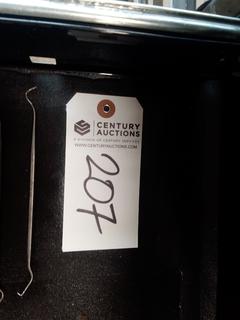 CENTURY
AUCTIONS
A DIVISION OF CENTURY SERVICES
WWW.CENTURYAUCTIONS.COM
207